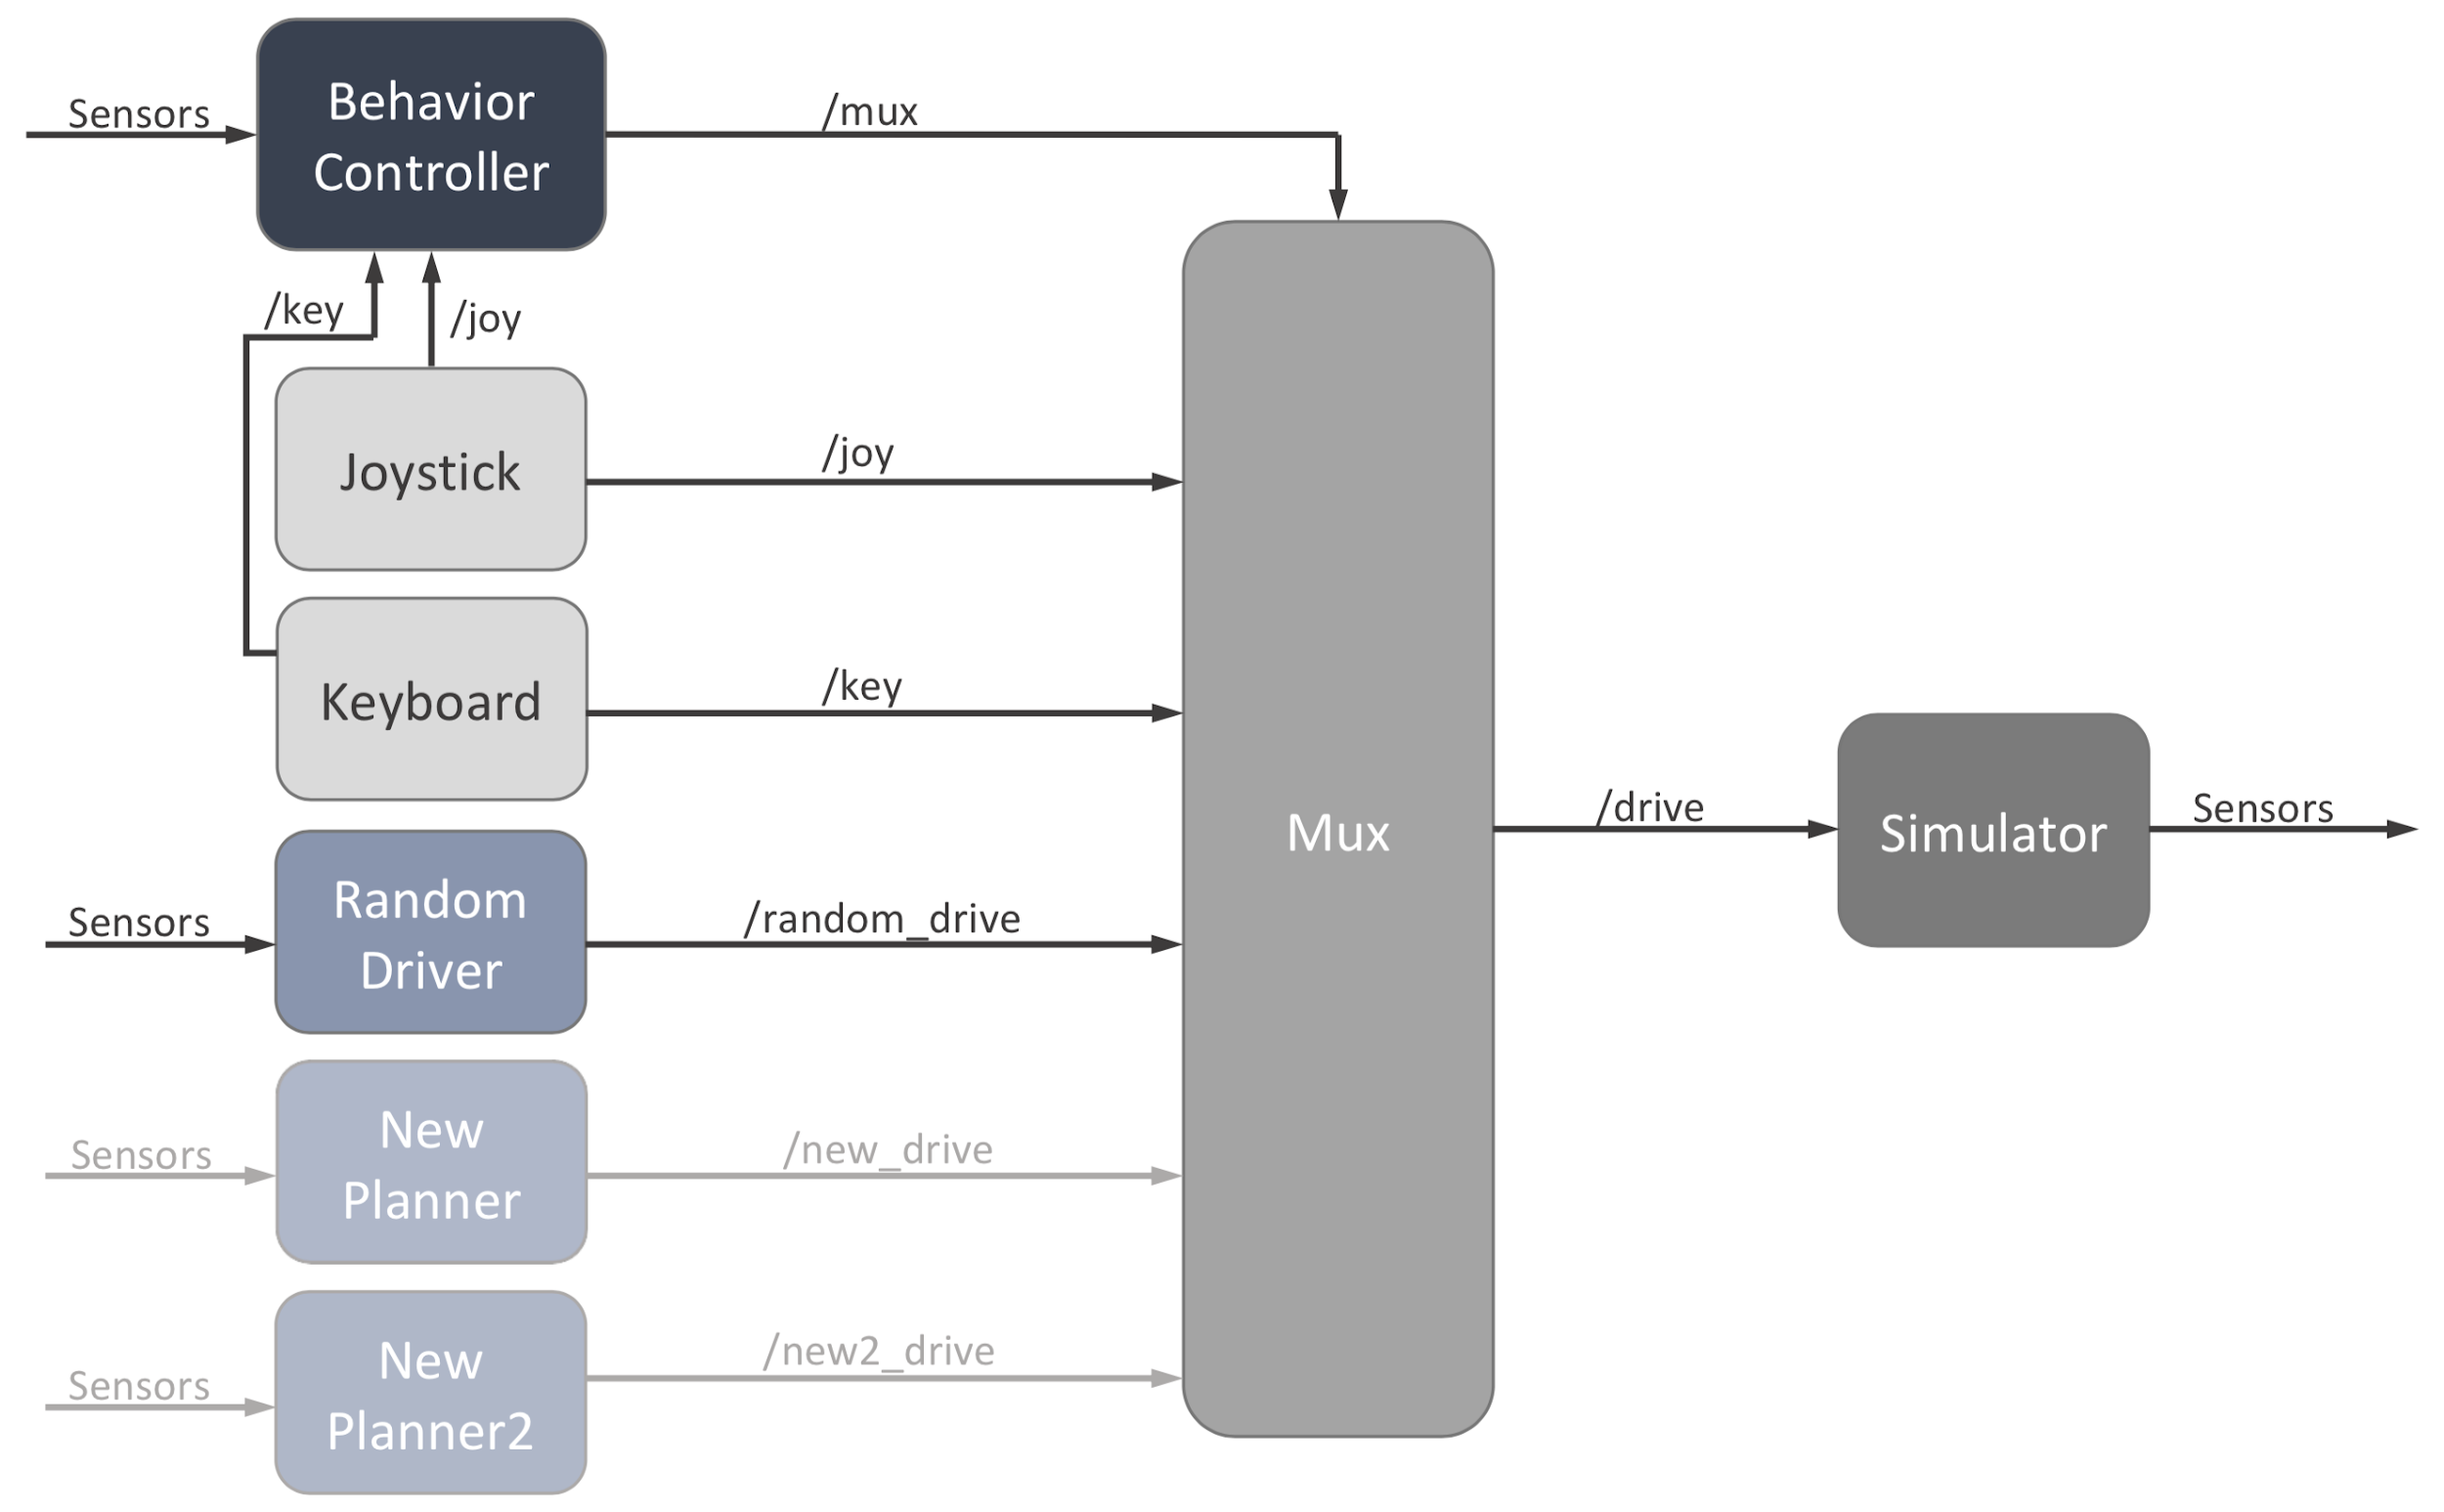 Sensors
Behavior
Controller
/mux
/key
/joy
Joystick
/joy
Keyboard
/key
Mux
/drive
Simulator
Sensors
Sensors
Random
Driver
/random_drive
Sensors
New
Planner
/new_drive
Sensors
New
Planner2
/new2_drive